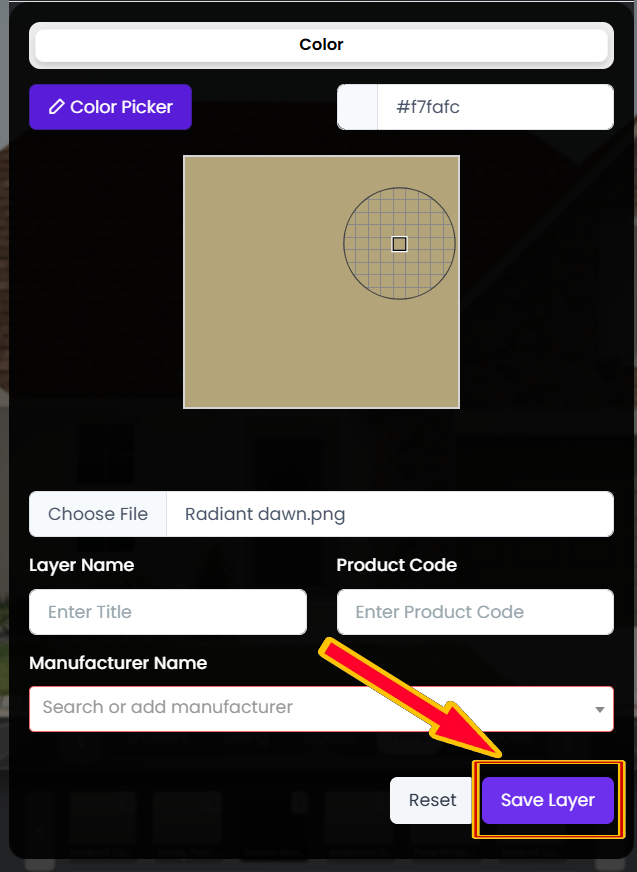 Color
Color Picker
#f7fafc
Choose File
Radiant dawn.png
Layer Name
Product Code
Enter Title
Enter Product Code
Manufacturer Name
Search or add manufacturer
Reset
Save Layer